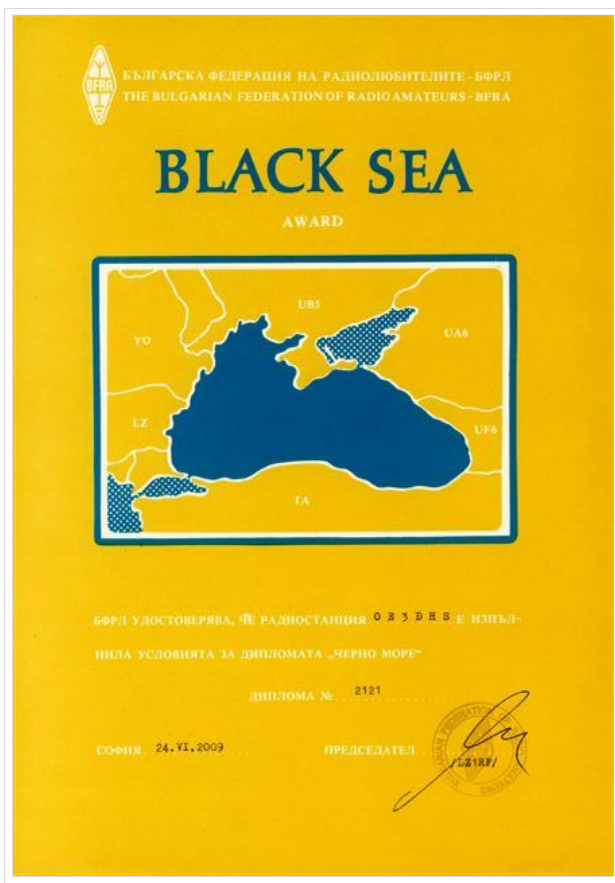 BFRA
БЪЛГАРСКА ФЕДЕРАЦИЯ НА РАДИОЛЮБИТЕЛИТЕ – БФРЛ
THE BULGARIAN FEDERATION OF RADIO AMATEURS – BFRA
BLACK SEA
AWARD
UB5
YO
UA6
LZ
UF6
TA
БФРЛ УДОСТОВЕРЯВА, ЧЕ РАДИОСТАНЦИЯ OE3DHS Е ИЗПЪЛ-
НИЛА УСЛОВИЯТА ЗА ДИПЛОМАТА „ЧЕРНО МОРЕ“
ДИПЛОМА № 2121
СОФИЯ 24.VI.2009 ПРЕДСЕДАТЕЛ
/LZ1RF/